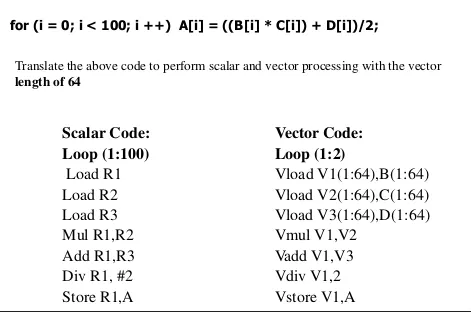 for (i = 0; i < 100; i ++) A[i] = ((B[i] * C[i]) + D[i])/2;
Translate the above code to perform scalar and vector processing with the vector
length of 64
Scalar Code:
Loop (1:100)
Load R1
Load R2
Load R3
Mul R1,R2
Add R1,R3
Div R1, #2
Store R1,A
Vector Code:
Loop (1:2)
Vload V1(1:64),B(1:64)
Vload V2(1:64),C(1:64)
Vload V3(1:64),D(1:64)
Vmul V1,V2
Vadd V1,V3
Vdiv V1,2
Vstore V1,A